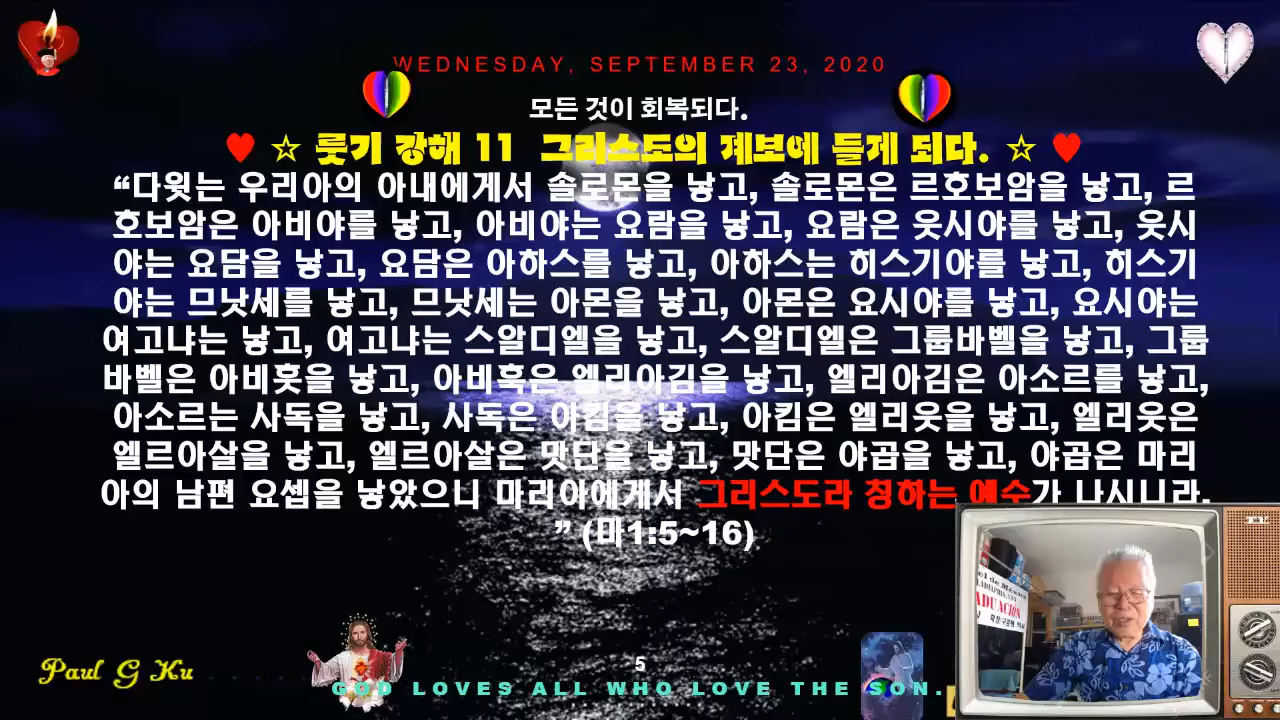 WEDNESDAY, SEPTEMBER 23, 2020
모든 것이 회복되다.
♥ ☆ 룻기 강해 11 그리스도의 계보에 들게 되다. ☆ ♥
“다윗는 우리아의 아내에게서 솔로몬을 낳고, 솔로몬은 르호보암을 낳고, 르
호보암은 아비야를 낳고, 아비야는 요람을 낳고, 요람은 웃시야를 낳고, 웃시
야는 요담을 낳고, 요담은 아하스를 낳고, 아하스는 히스기야를 낳고, 히스기
야는 므낫세를 낳고, 므낫세는 아몬을 낳고, 아몬은 요시야를 낳고, 요시야는
여고냐는 낳고, 여고냐는 스알디엘을 낳고, 스알디엘은 그룹바벨을 낳고, 그룹
바벨은 아비훗을 낳고, 아비훅은 엘리아김을 낳고, 엘리아김은 아소르를 낳고,
아소르는 사독을 낳고, 사독은 아킴을 낳고, 아킴은 엘리웃을 낳고, 엘리웃은
엘르아살을 낳고, 엘르아살은 맛단을 낳고, 맛단은 야곱을 낳고, 야곱은 마리
아의 남편 요셉을 낳았으니 마리아에게서 그리스도라 칭하는 예수가 나시니라.
” (마1:5~16)
el de México
ADUACIÓN
Paul G Ku
5
GOD LOVES ALL WHO LOVE THE SON.